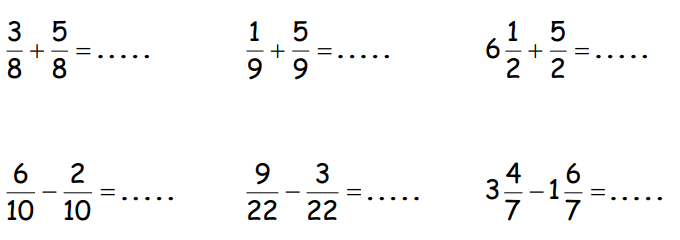 3/8 + 5/8 = ..... 1/9 + 5/9 = ..... 6 1/2 + 5/2 = .....
6/10 − 2/10 = ..... 9/22 − 3/22 = ..... 3 4/7 − 1 6/7 = .....